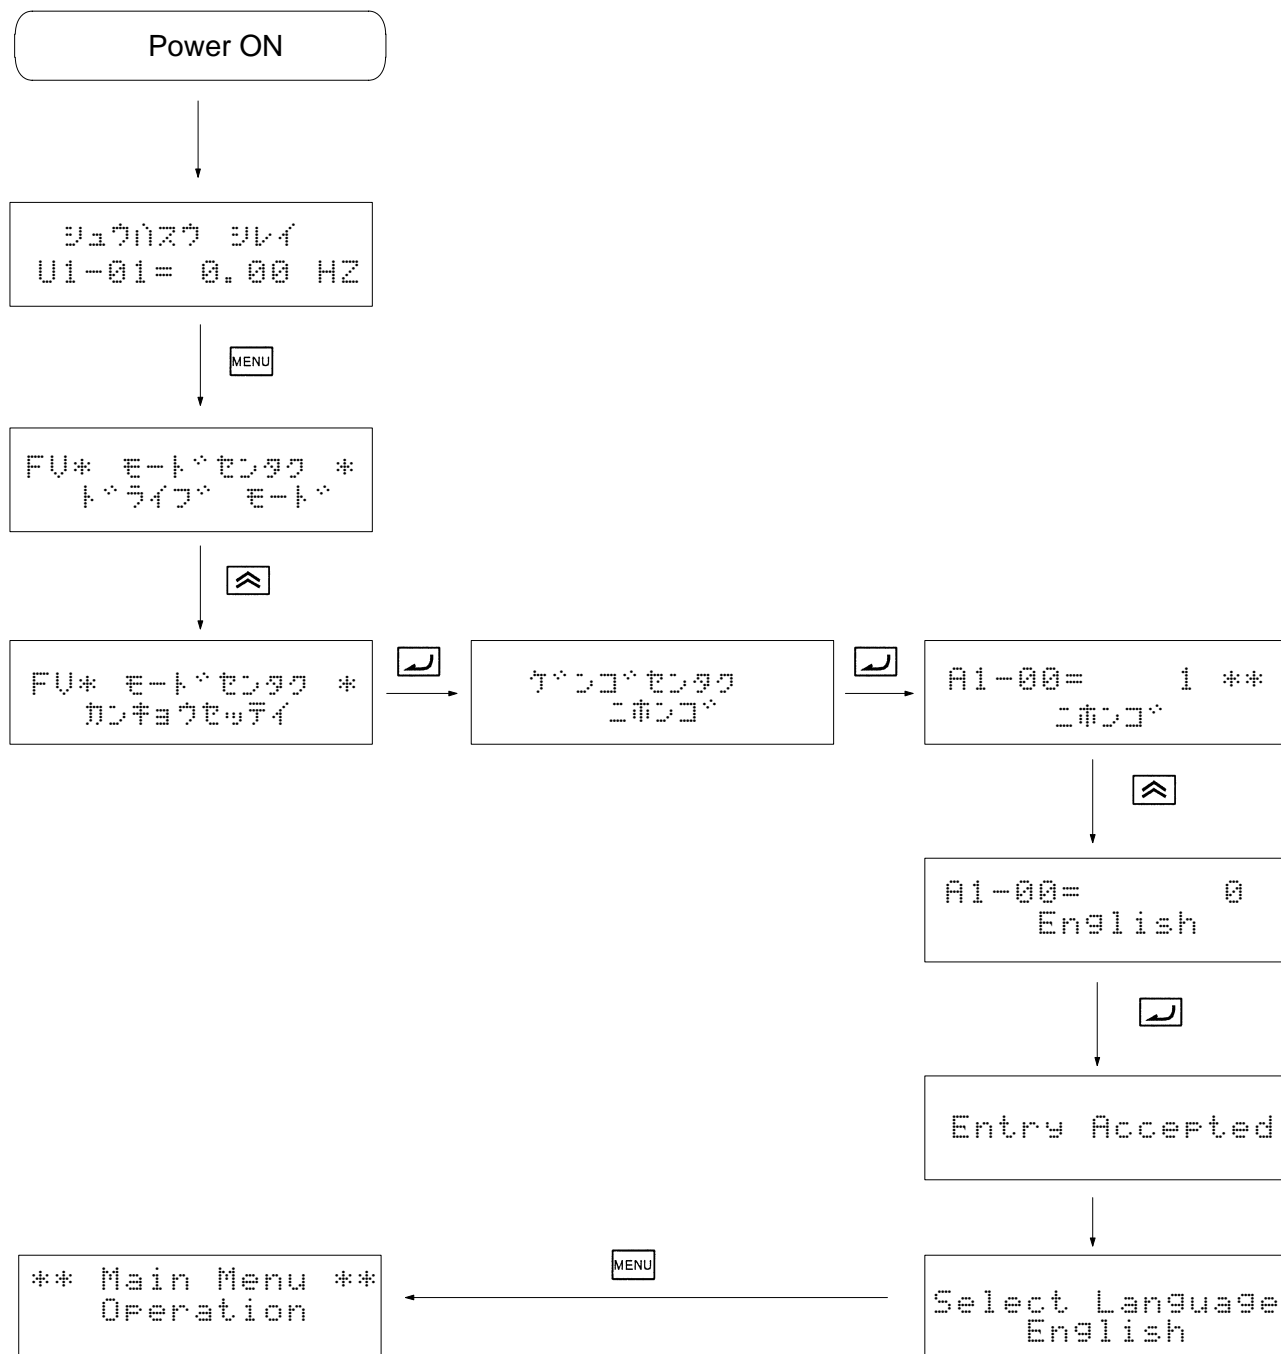 Power ON
シュウハスウ シレイ
U1-01= 0.00 HZ
MENU
FV* モードセンタク *
ドライブ モード
FV* モードセンタク *
カンキョウセッテイ
ゲンゴセンタク
ニホンゴ
A1-00= 1 **
ニホンゴ
A1-00= 0
English
Entry Accepted
Select Language
English
MENU
** Main Menu **
Operation